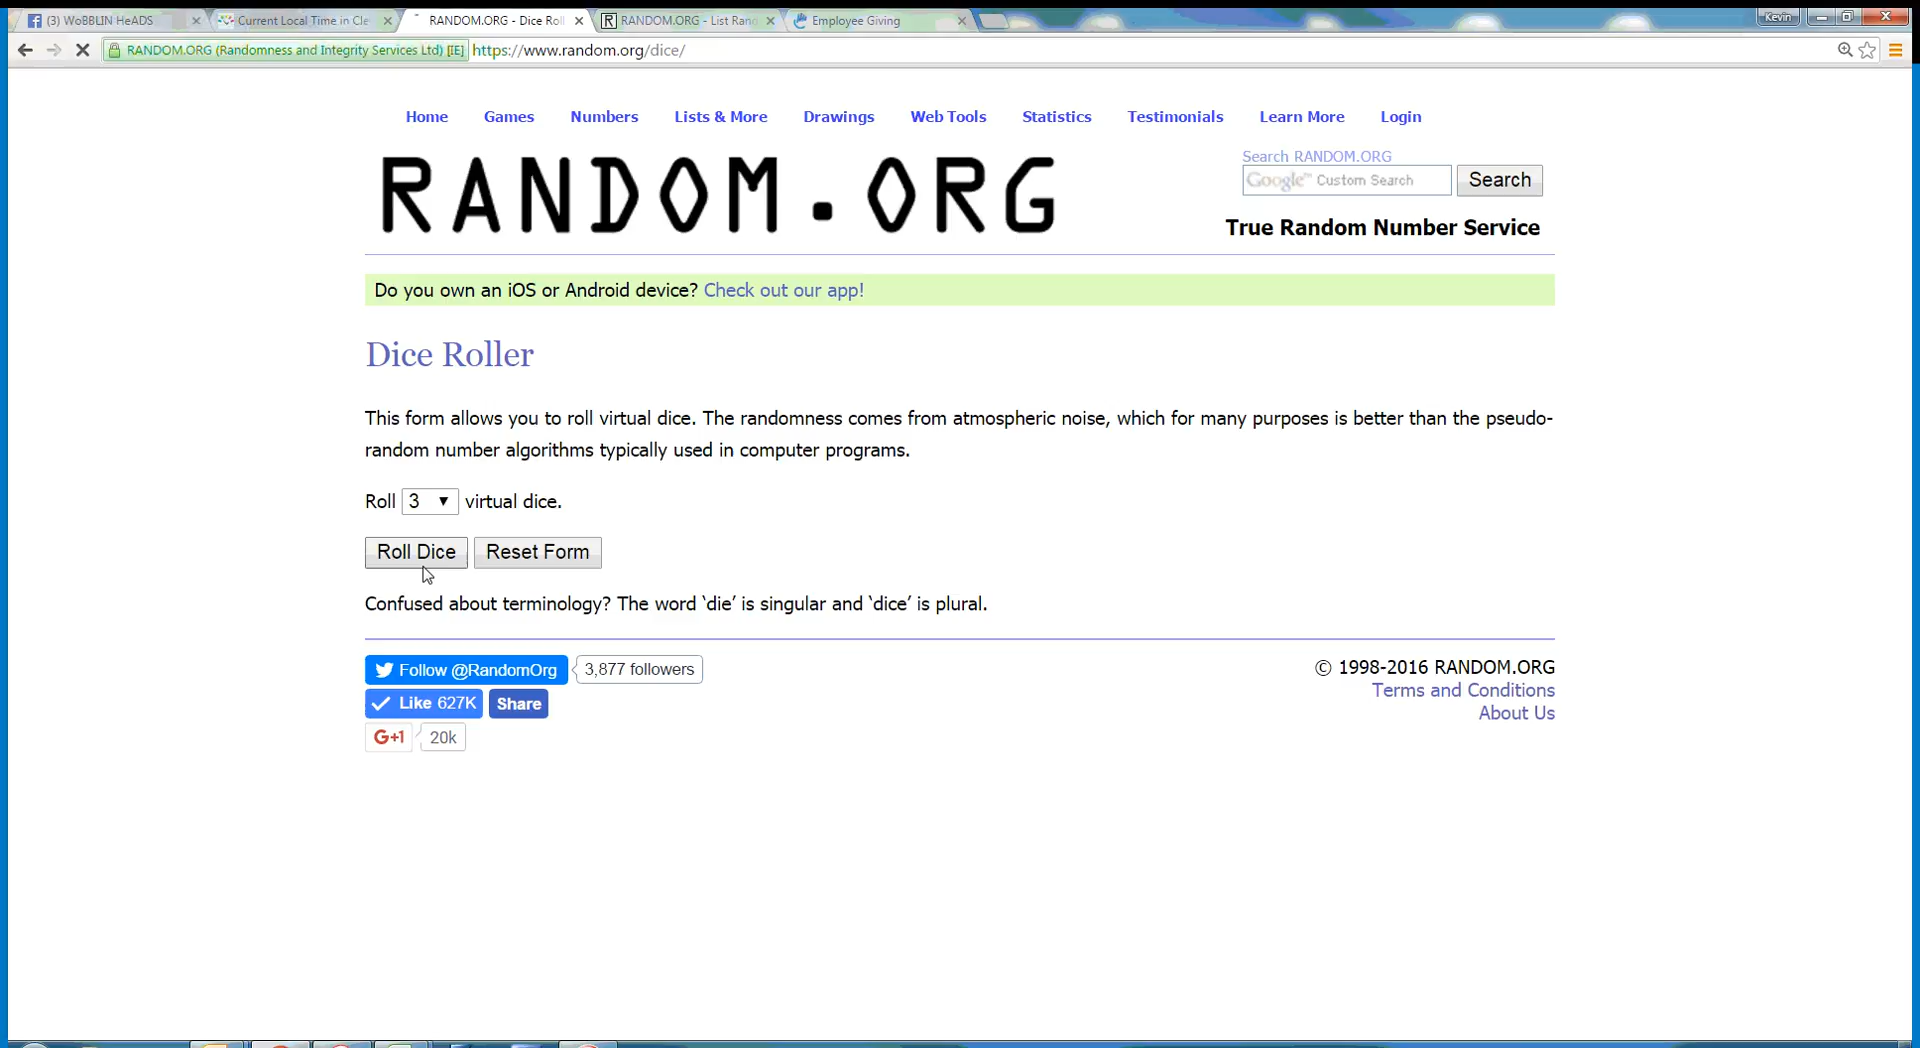 (3) WoBBLIN HeADS
Current Local Time in Cle
RANDOM.ORG - Dice Roll
RANDOM.ORG - List Rand
Employee Giving
Kevin
RANDOM.ORG (Randomness and Integrity Services Ltd) [IE] https://www.random.org/dice/
Home Games Numbers Lists & More Drawings Web Tools Statistics Testimonials Learn More Login
RANDOM.ORG
Search RANDOM.ORG
Google™ Custom Search Search
True Random Number Service
Do you own an iOS or Android device? Check out our app!
Dice Roller
This form allows you to roll virtual dice. The randomness comes from atmospheric noise, which for many purposes is better than the pseudo-
random number algorithms typically used in computer programs.
Roll 3 virtual dice.
Roll Dice Reset Form
Confused about terminology? The word ‘die’ is singular and ‘dice’ is plural.
Follow @RandomOrg 3,877 followers
Like 627K Share
G+1 20k
© 1998-2016 RANDOM.ORG
Terms and Conditions
About Us